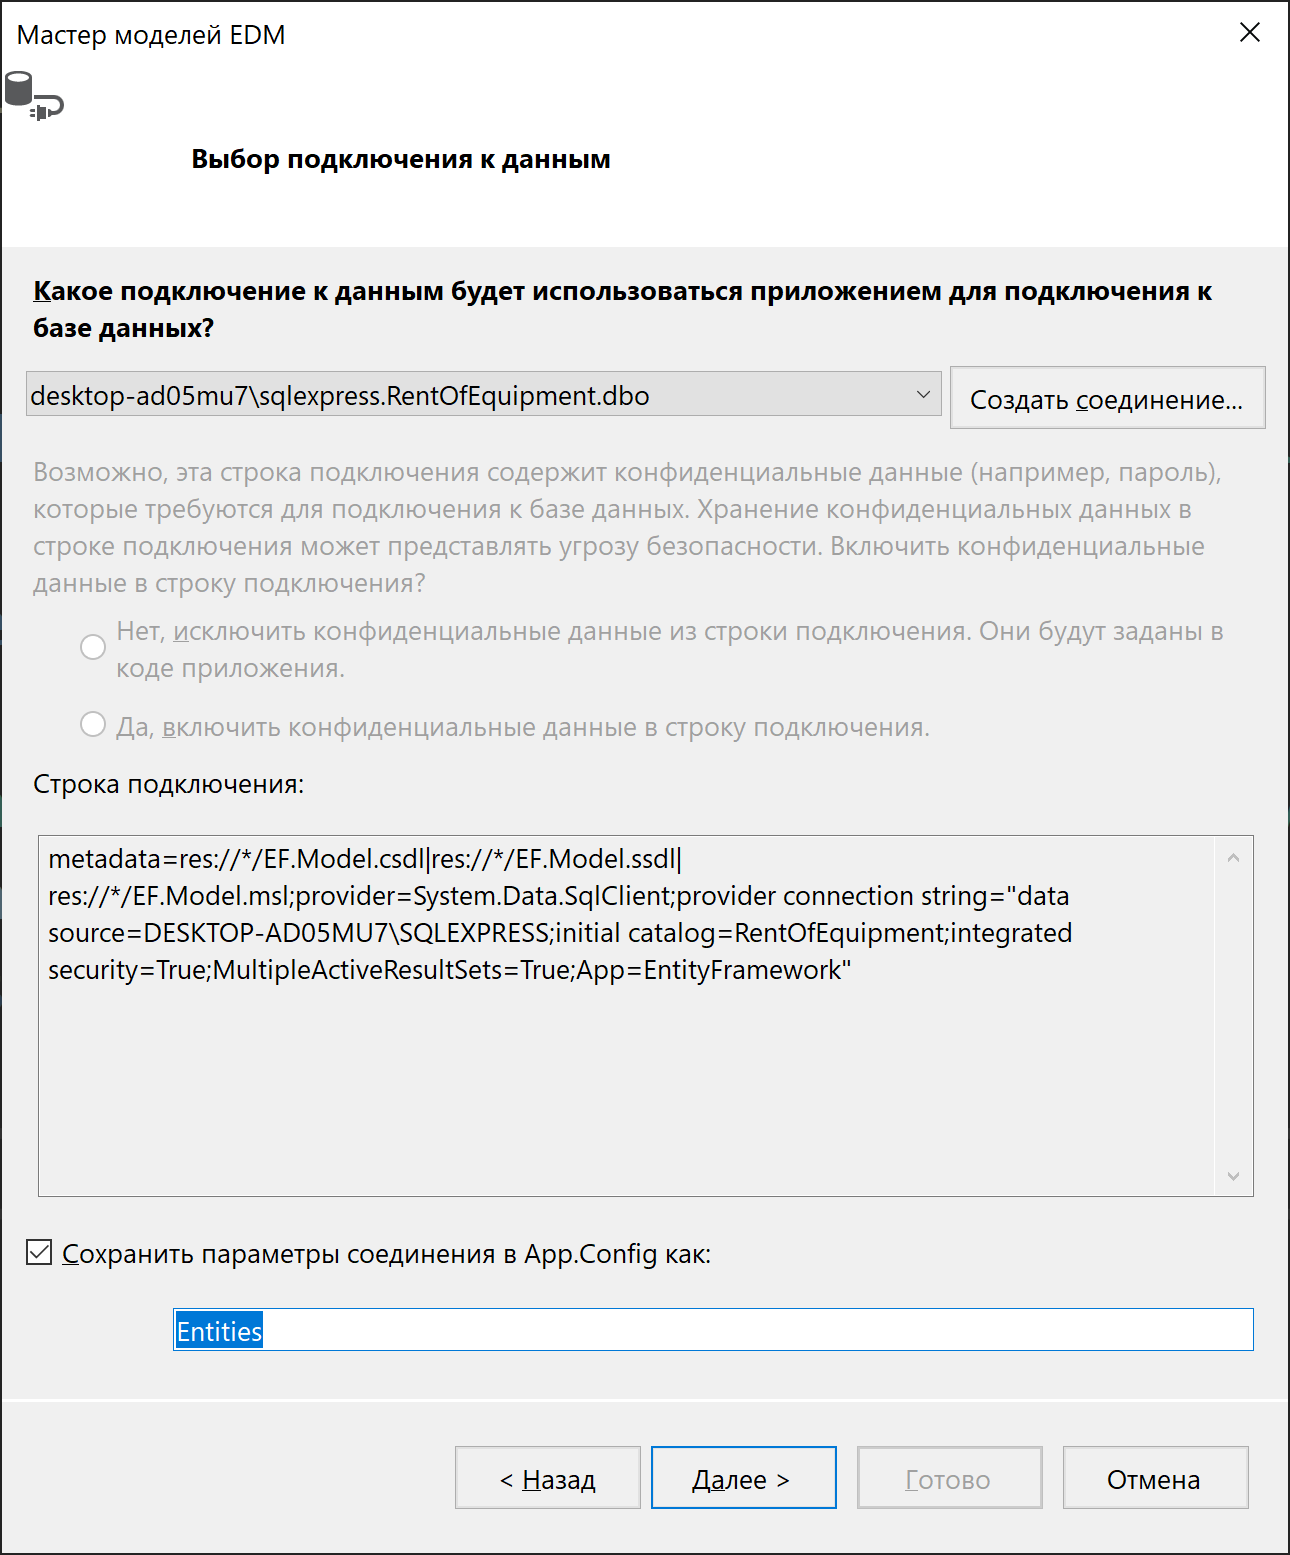 Мастер моделей EDM
Выбор подключения к данным
Какое подключение к данным будет использоваться приложением для подключения к
базе данных?
desktop-ad05mu7\sqlexpress.RentOfEquipment.dbo
Создать соединение...
Возможно, эта строка подключения содержит конфиденциальные данные (например, пароль),
которые требуются для подключения к базе данных. Хранение конфиденциальных данных в
строке подключения может представлять угрозу безопасности. Включить конфиденциальные
данные в строку подключения?
Нет, исключить конфиденциальные данные из строки подключения. Они будут заданы в
коде приложения.
Да, включить конфиденциальные данные в строку подключения.
Строка подключения:
metadata=res://*/EF.Model.csdl|res://*/EF.Model.ssdl|
res://*/EF.Model.msl;provider=System.Data.SqlClient;provider connection string="data
source=DESKTOP-AD05MU7\SQLEXPRESS;initial catalog=RentOfEquipment;integrated
security=True;MultipleActiveResultSets=True;App=EntityFramework"
Сохранить параметры соединения в App.Config как:
Entities
< Назад
Далее >
Готово
Отмена